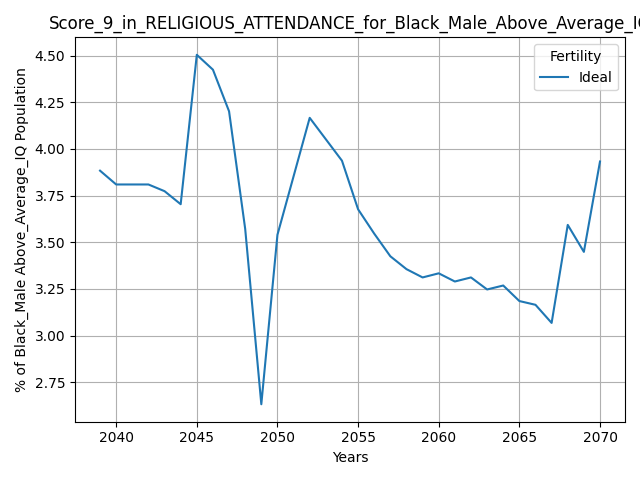 Score_9_in_RELIGIOUS_ATTENDANCE_for_Black_Male_Above_Average_IQ
% of Black_Male Above_Average_IQ Population
4.50
4.25
4.00
3.75
3.50
3.25
3.00
2.75
Fertility
Ideal
2040 2045 2050 2055 2060 2065 2070
Years